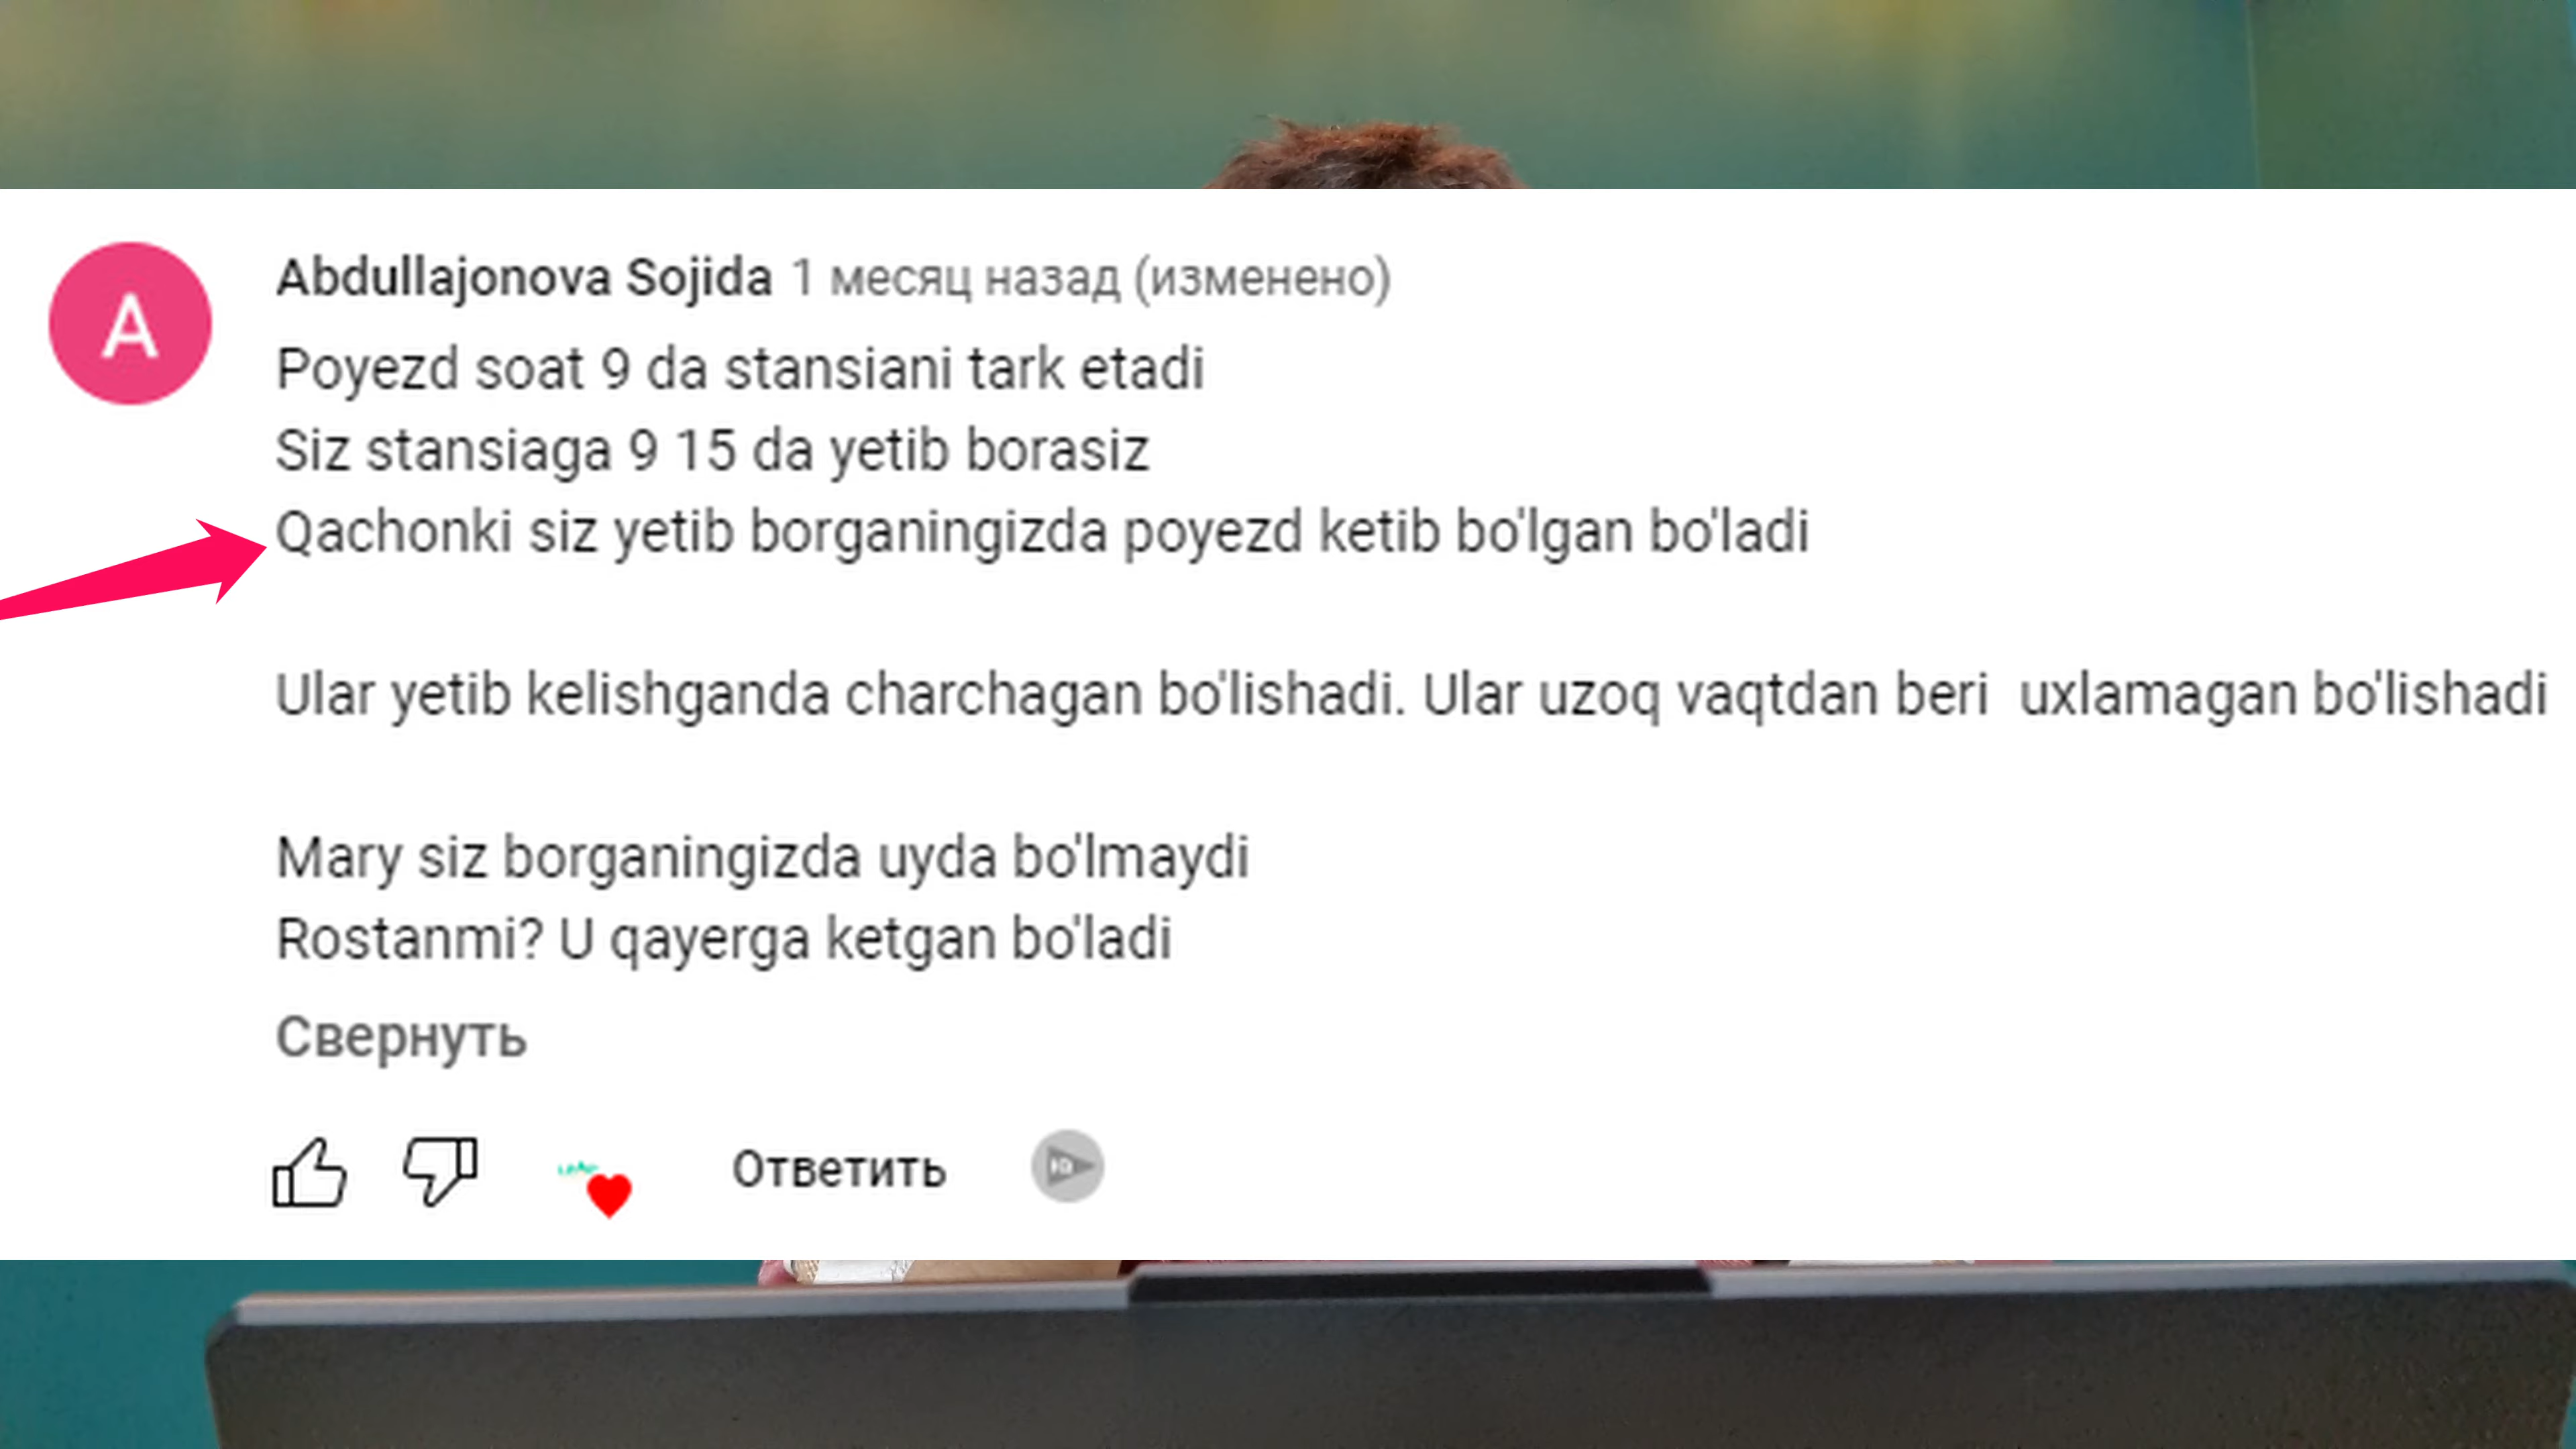 A
Abdullajonova Sojida 1 месяц назад (изменено)
Poyezd soat 9 da stansiani tark etadi
Siz stansiaga 9 15 da yetib borasiz
Qachonki siz yetib borganingizda poyezd ketib bo'lgan bo'ladi
Ular yetib kelishganda charchagan bo'lishadi. Ular uzoq vaqtdan beri uxlamagan bo'lishadi
Mary siz borganingizda uyda bo'lmaydi
Rostanmi? U qayerga ketgan bo'ladi
Свернуть
Ответить